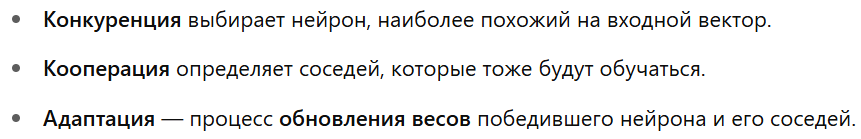 • Конкуренция выбирает нейрон, наиболее похожий на входной вектор.
• Кооперация определяет соседей, которые тоже будут обучаться.
• Адаптация — процесс обновления весов победившего нейрона и его соседей.